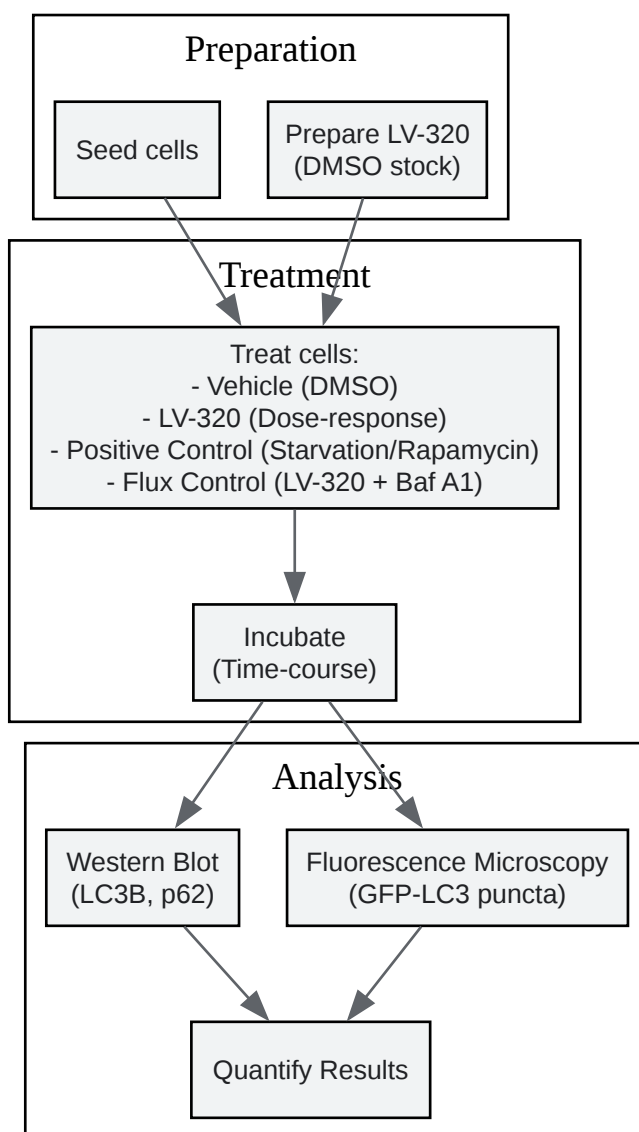 Preparation
Seed cells
Prepare LV-320
(DMSO stock)
Treatment
Treat cells:
- Vehicle (DMSO)
- LV-320 (Dose-response)
- Positive Control (Starvation/Rapamycin)
- Flux Control (LV-320 + Baf A1)
Incubate
(Time-course)
Analysis
Western Blot
(LC3B, p62)
Fluorescence Microscopy
(GFP-LC3 puncta)
Quantify Results